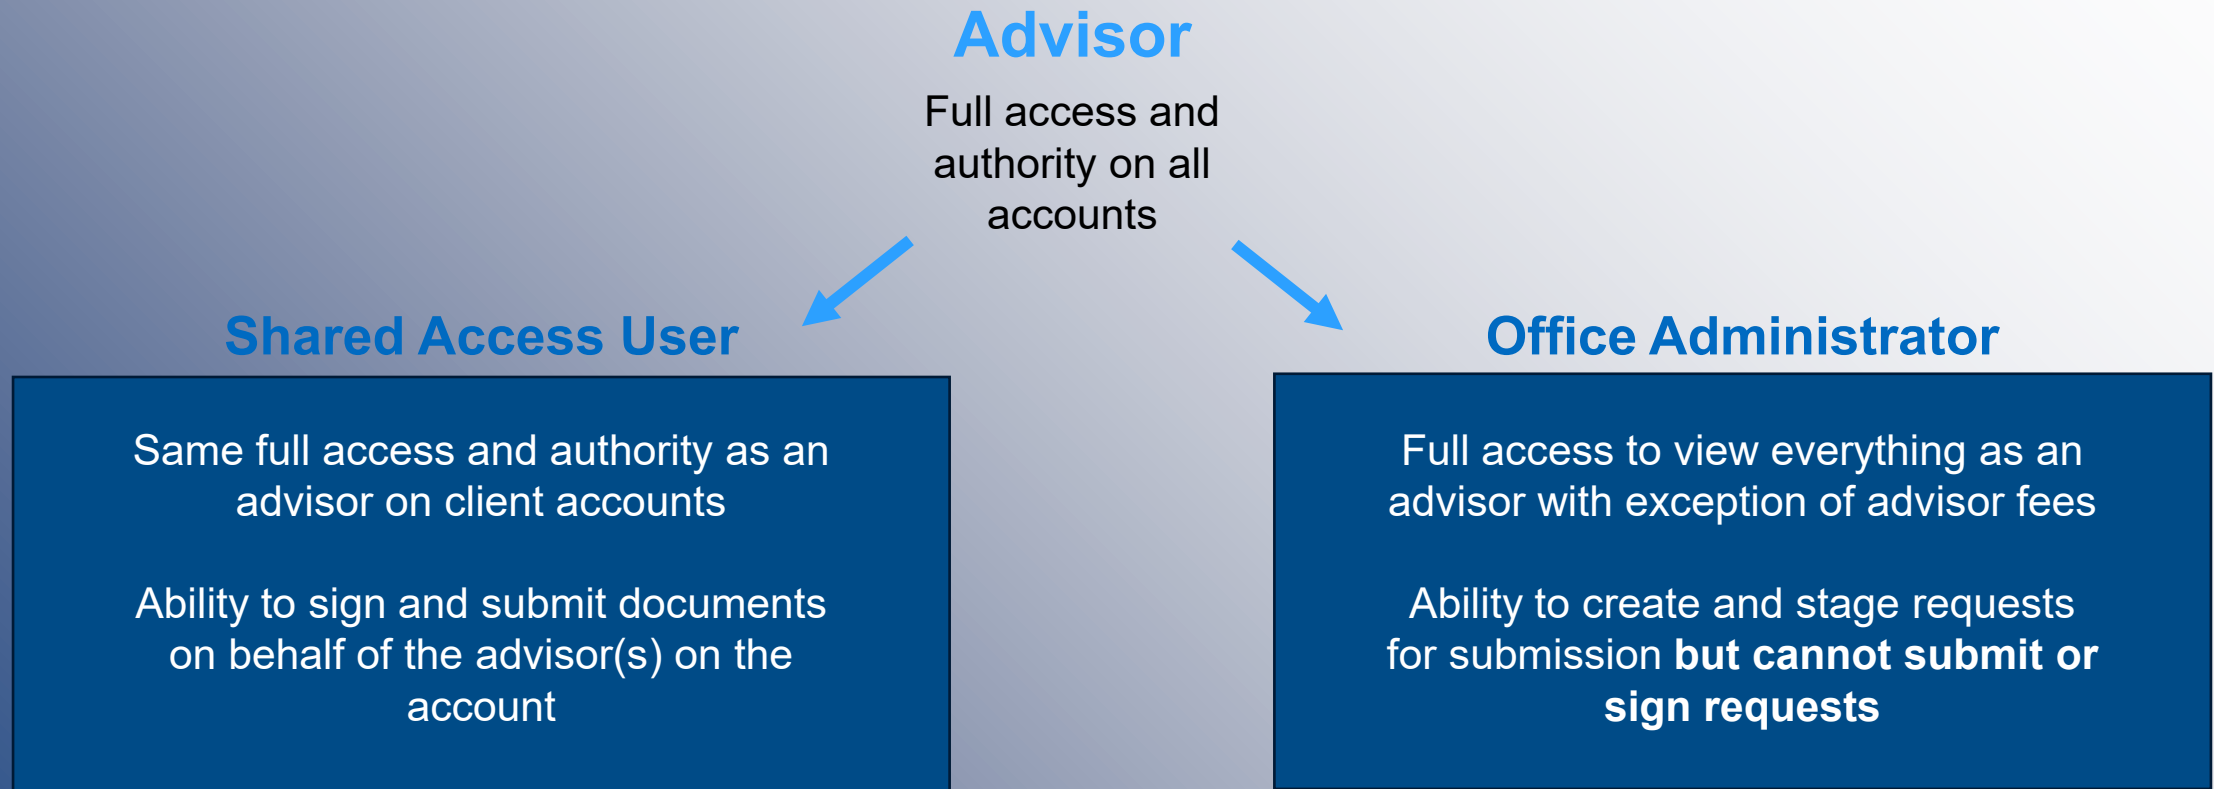 Advisor
Full access and
authority on all
accounts
Shared Access User
Same full access and authority as an
advisor on client accounts
Ability to sign and submit documents
on behalf of the advisor(s) on the
account
Office Administrator
Full access to view everything as an
advisor with exception of advisor fees
Ability to create and stage requests
for submission but cannot submit or
sign requests